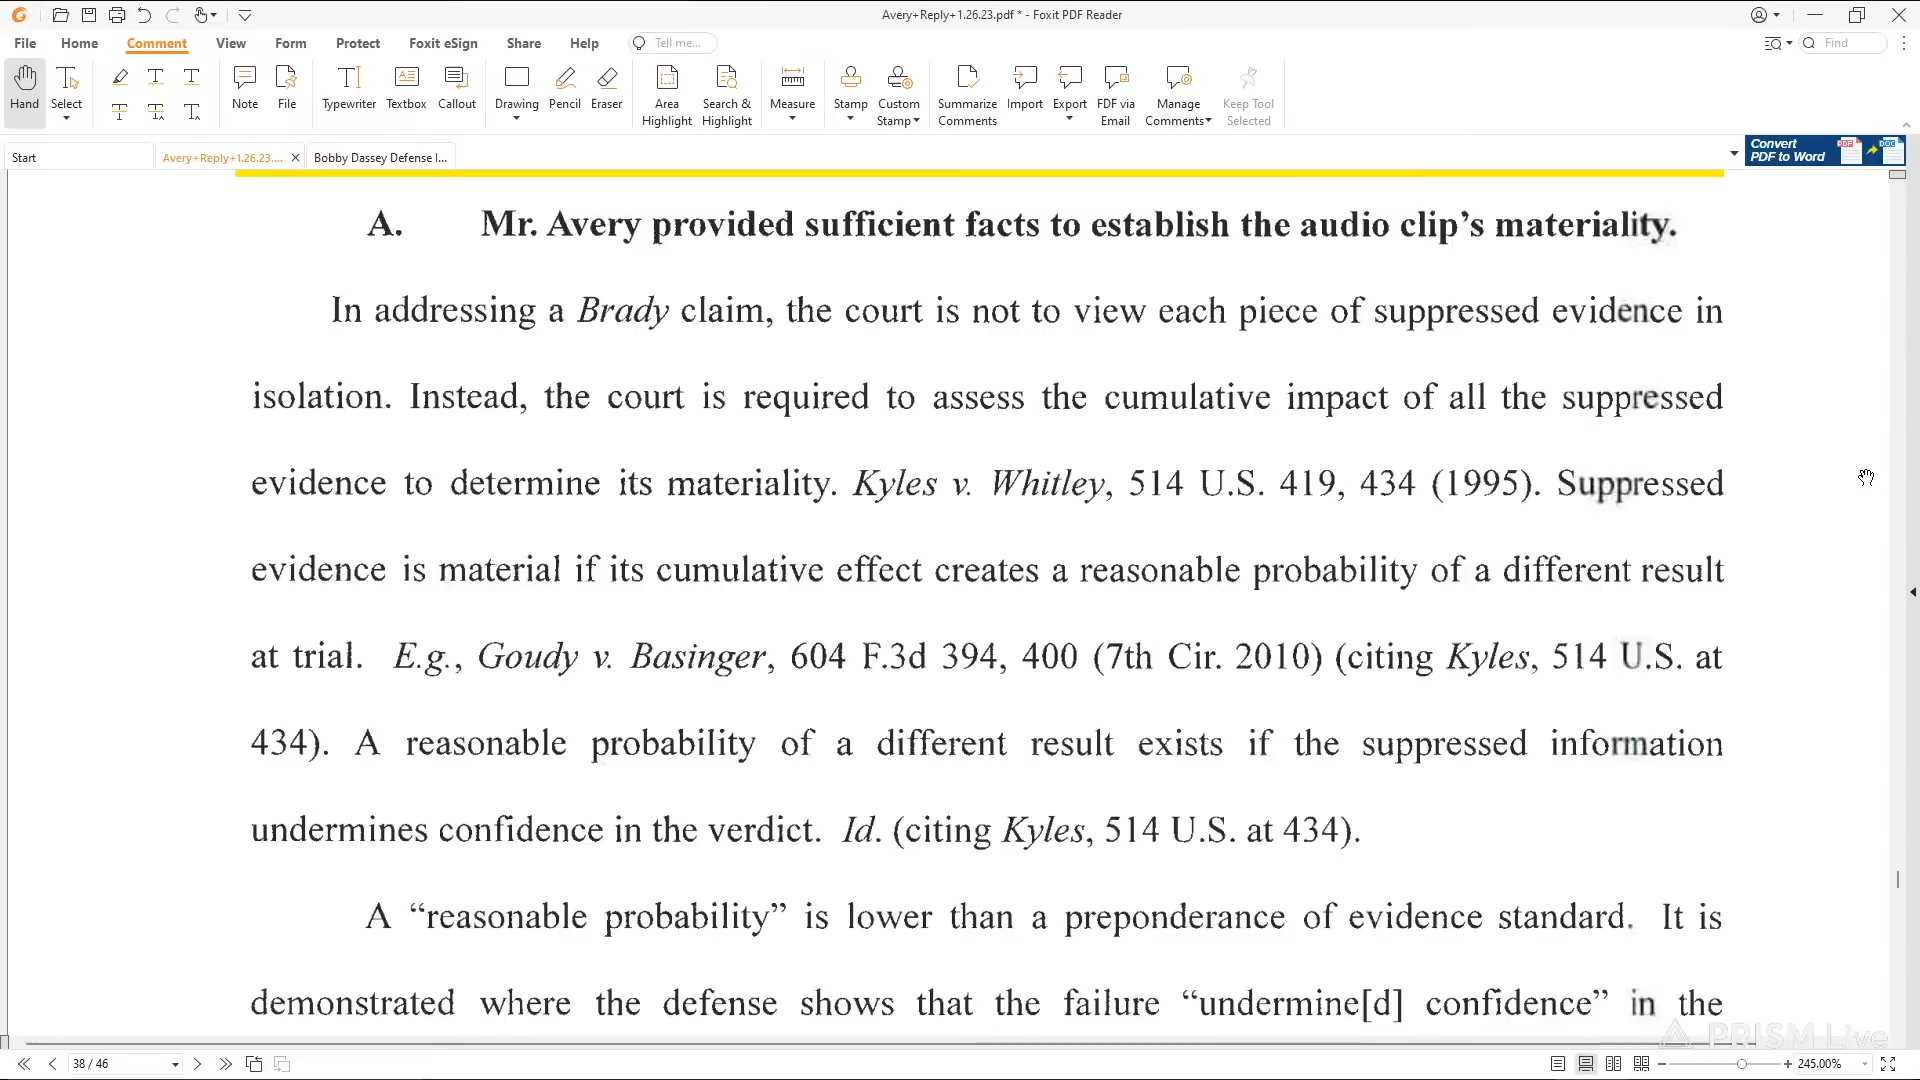 Avery+Reply+1.26.23.pdf * - Foxit PDF Reader
File Home Comment View Form Protect Foxit eSign Share Help Tell me... Find
Hand Select Note File Typewriter Textbox Callout Drawing Pencil Eraser Area Highlight Search & Highlight Measure Stamp Custom Stamp Summarize Comments Import Export FDF via Email Manage Comments Keep Tool Selected
Start Avery+Reply+1.26.23.... Bobby Dassey Defense I... Convert PDF to Word PDF DOC
A. Mr. Avery provided sufficient facts to establish the audio clip’s materiality.
In addressing a Brady claim, the court is not to view each piece of suppressed evidence in
isolation. Instead, the court is required to assess the cumulative impact of all the suppressed
evidence to determine its materiality. Kyles v. Whitley, 514 U.S. 419, 434 (1995). Suppressed
evidence is material if its cumulative effect creates a reasonable probability of a different result
at trial. E.g., Goudy v. Basinger, 604 F.3d 394, 400 (7th Cir. 2010) (citing Kyles, 514 U.S. at
434). A reasonable probability of a different result exists if the suppressed information
undermines confidence in the verdict. Id. (citing Kyles, 514 U.S. at 434).
A “reasonable probability” is lower than a preponderance of evidence standard. It is
demonstrated where the defense shows that the failure “undermine[d] confidence” in the
PRISM Live
38 / 46 245.00%